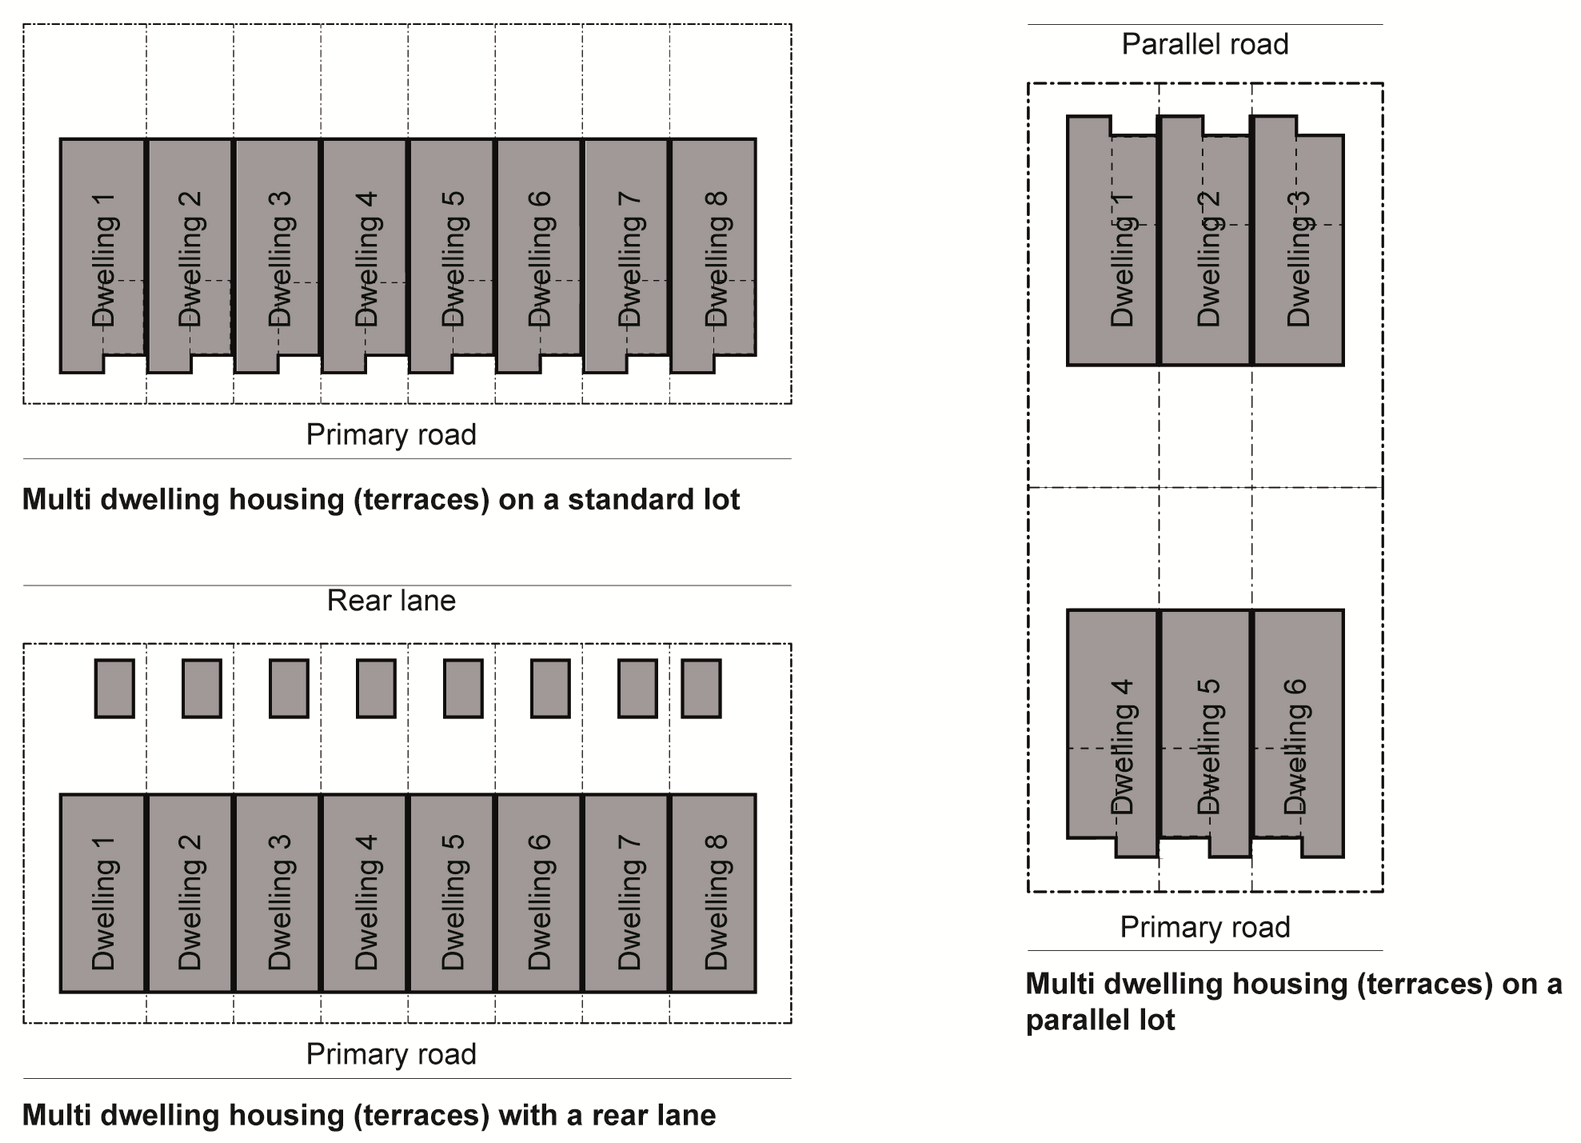 Dwelling 1
Dwelling 2
Dwelling 3
Dwelling 4
Dwelling 5
Dwelling 6
Dwelling 7
Dwelling 8
Primary road
Multi dwelling housing (terraces) on a standard lot
Rear lane
Dwelling 1
Dwelling 2
Dwelling 3
Dwelling 4
Dwelling 5
Dwelling 6
Dwelling 7
Dwelling 8
Primary road
Multi dwelling housing (terraces) with a rear lane
Parallel road
Dwelling 1
Dwelling 2
Dwelling 3
Dwelling 4
Dwelling 5
Dwelling 6
Primary road
Multi dwelling housing (terraces) on a
parallel lot